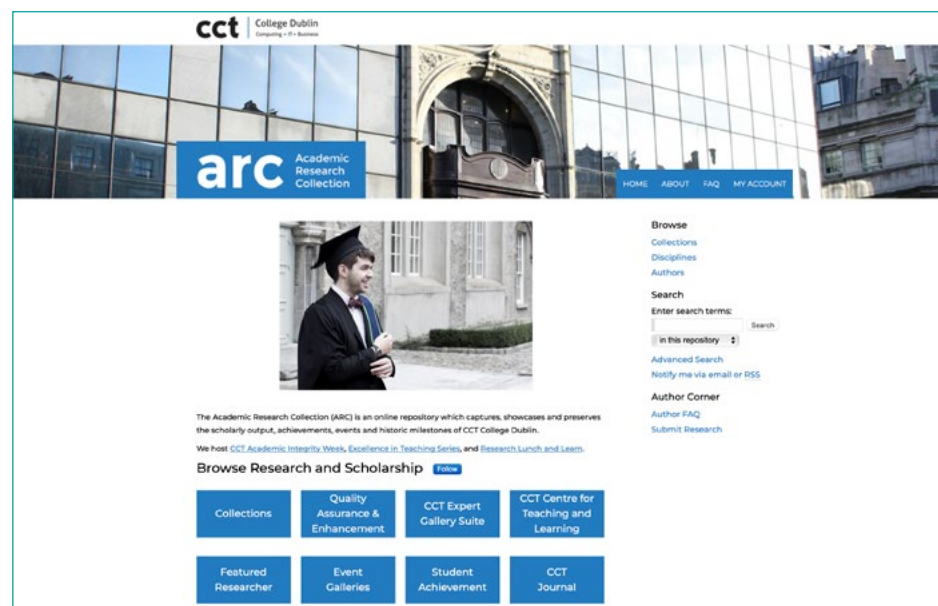 cct College Dublin
Computing • IT • Business
arc Academic
Research
Collection
HOME ABOUT FAQ MY ACCOUNT
Browse
Collections
Disciplines
Authors
Search
Enter search terms:
Search
in this repository
Advanced Search
Notify me via email or RSS
Author Corner
Author FAQ
Submit Research
The Academic Research Collection (ARC) is an online repository which captures, showcases and preserves
the scholarly output, achievements, events and historic milestones of CCT College Dublin.
We host CCT Academic Integrity Week, Excellence in Teaching Series, and Research Lunch and Learn.
Browse Research and Scholarship Follow
Collections
Quality
Assurance &
Enhancement
CCT Expert
Gallery Suite
CCT Centre for
Teaching and
Learning
Featured
Researcher
Event
Galleries
Student
Achievement
CCT
Journal